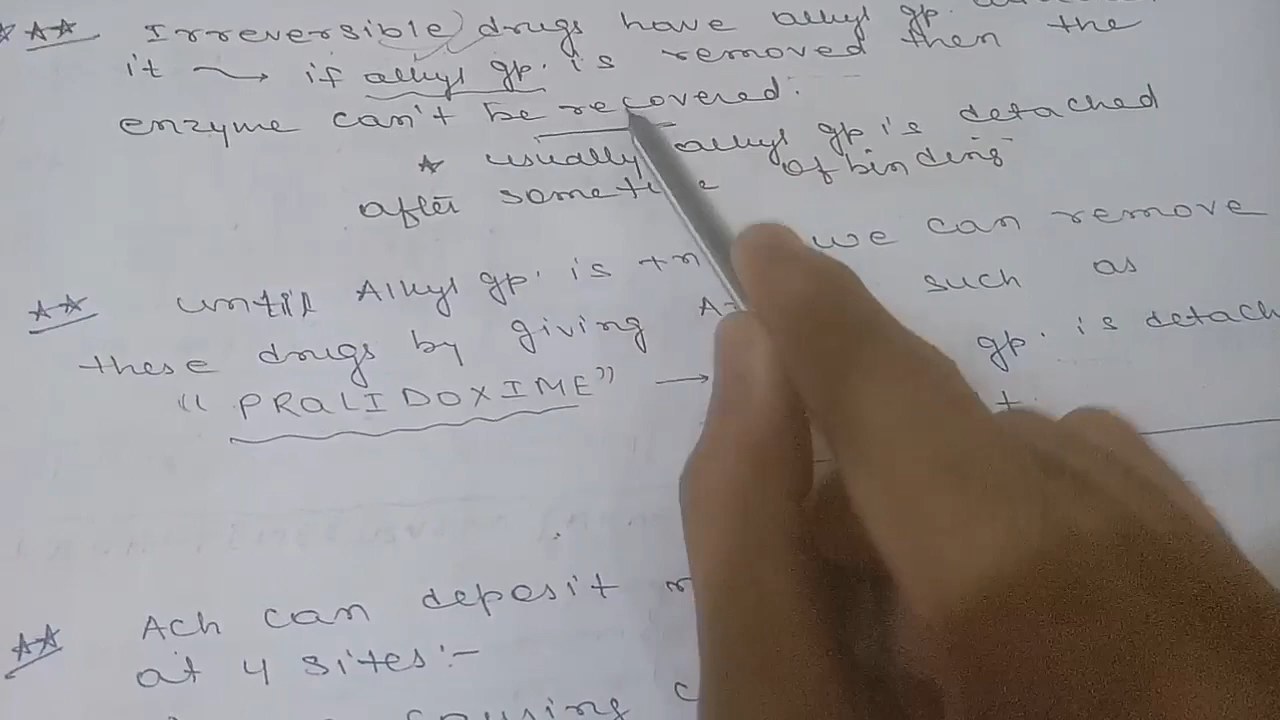 ** Irreversible drugs have alkyl gp.
it → if alkyl gp. is removed then the
enzyme can't be recovered.
* usually alkyl gp is detached
after sometime of binding
** Until Alkyl gp. is we can remove
these drugs by giving such as
"PRALIDOXIME" → gp. is detach
** Ach can deposit
at 4 sites:-
causing